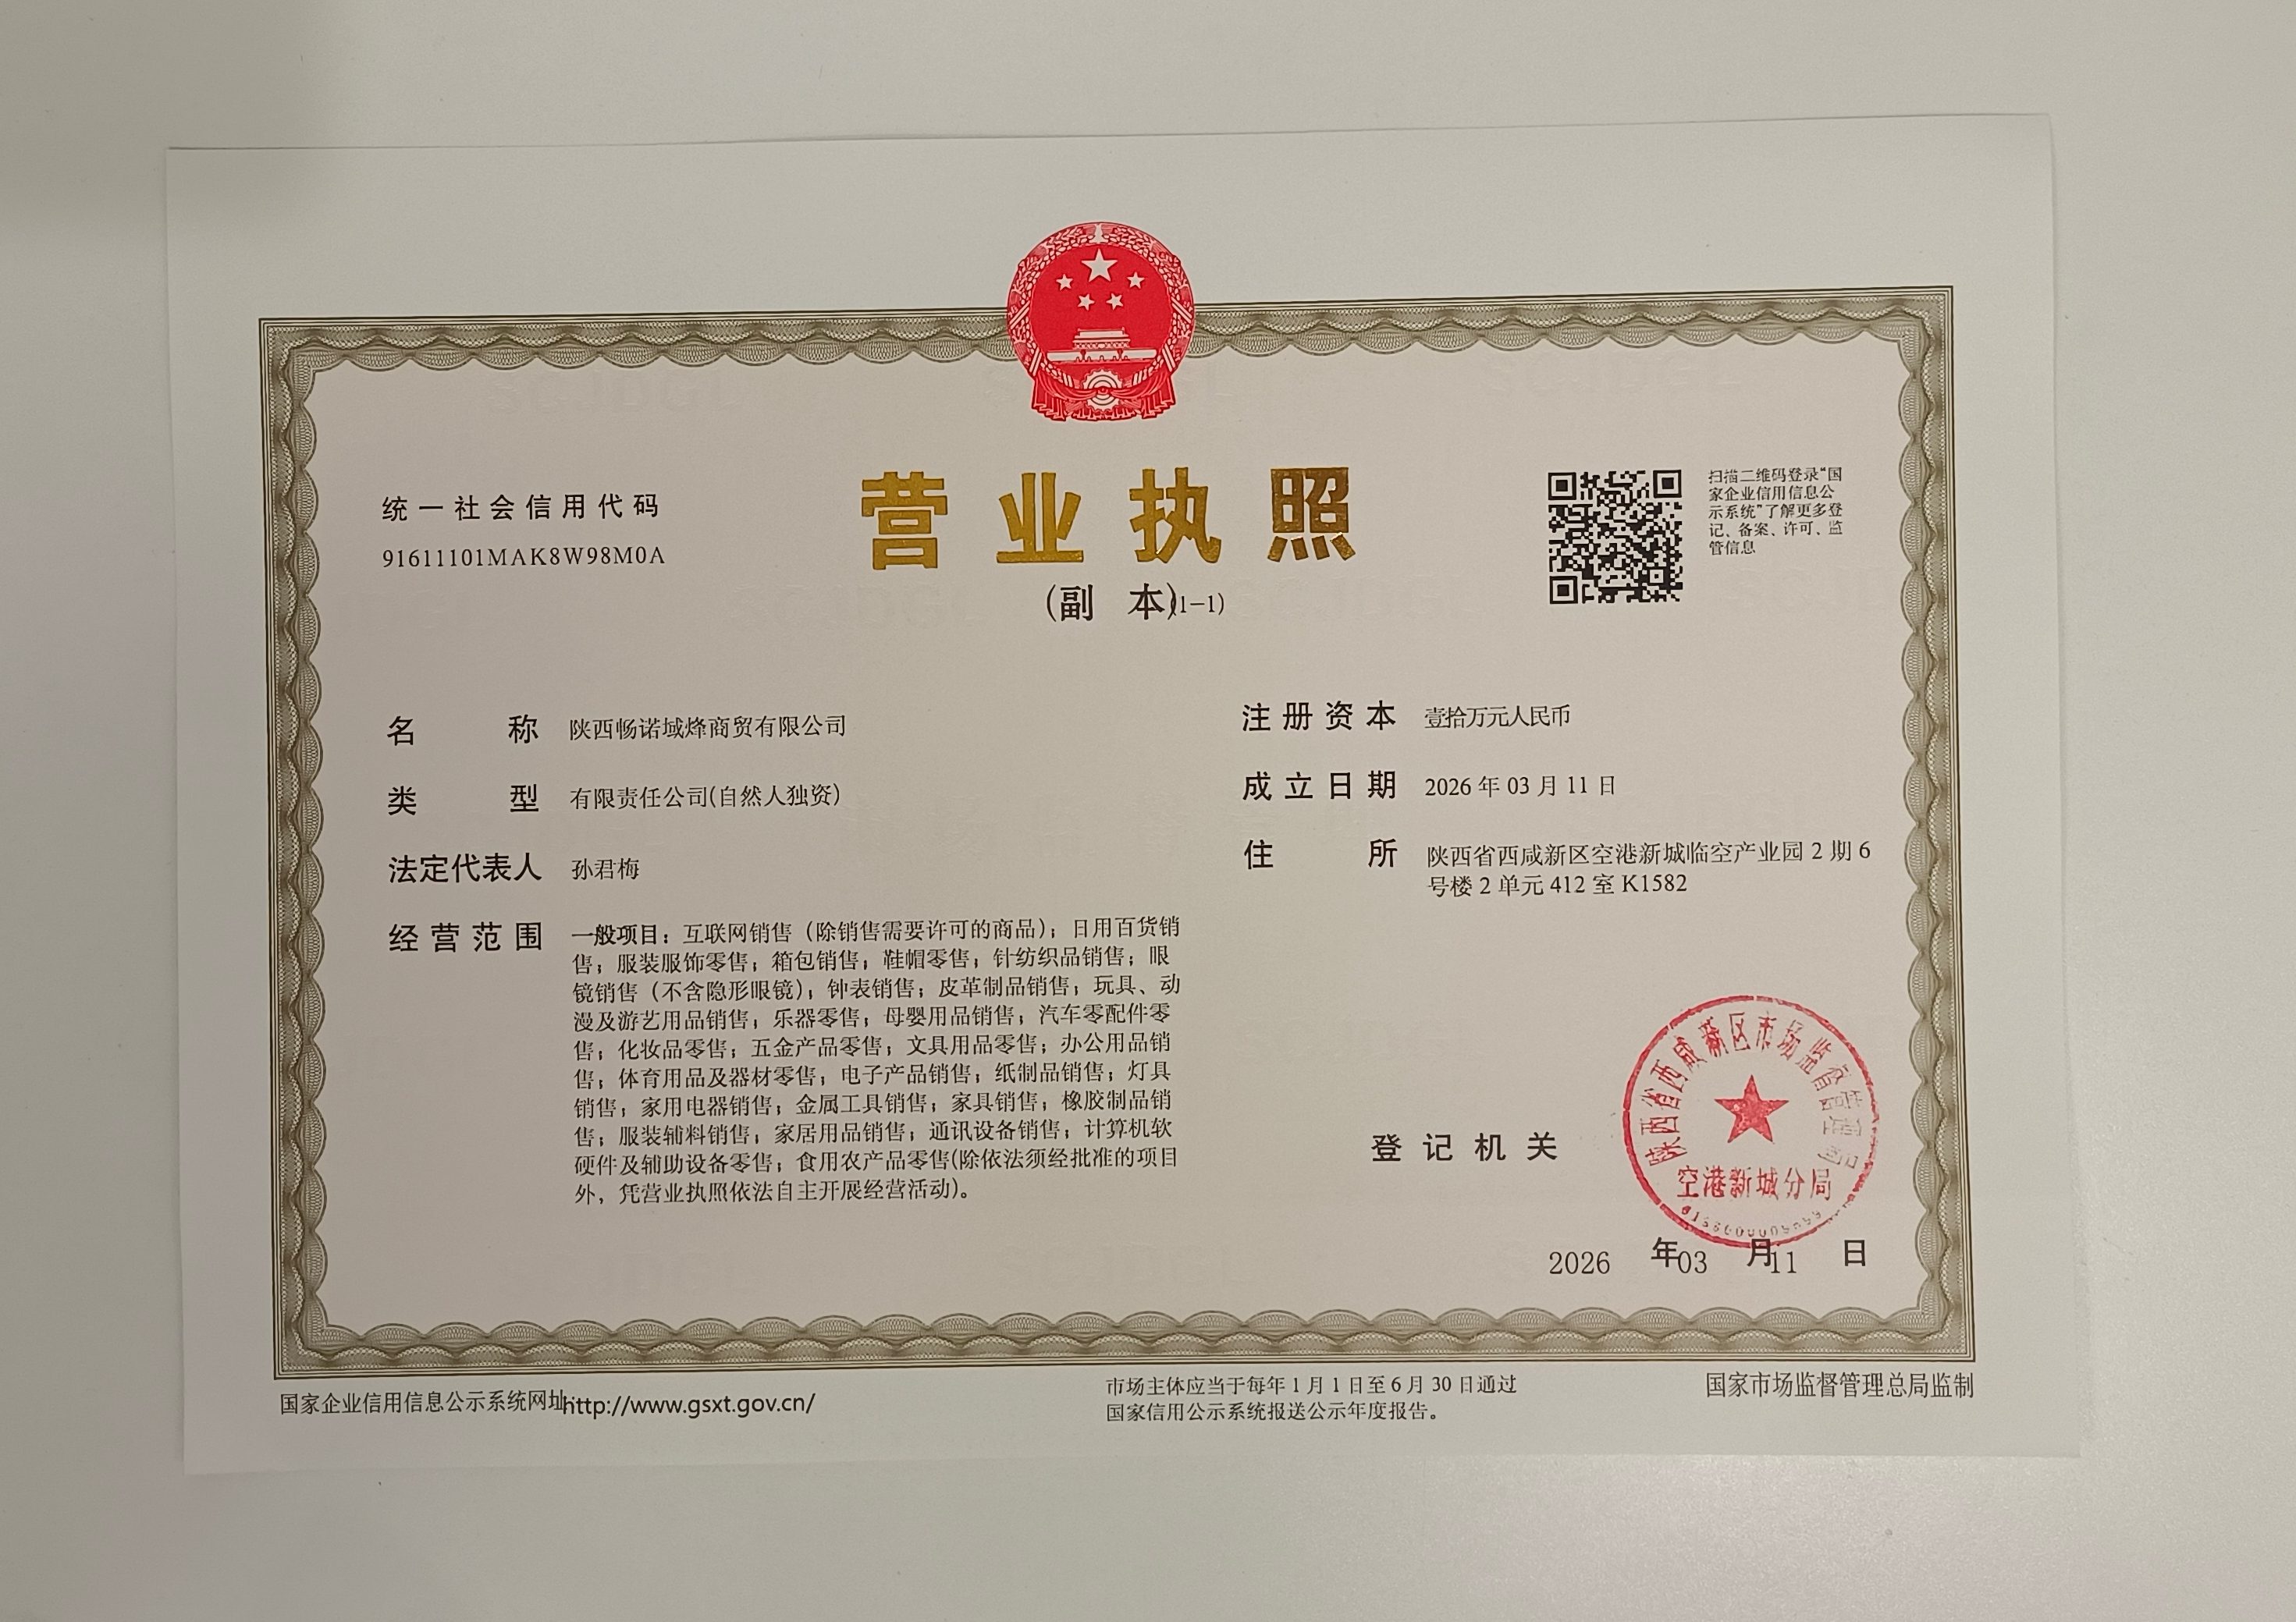 营业执照
(副 本)(1-1)
统一社会信用代码
91611101MAK8W98M0A
扫描二维码登录“国
家企业信用信息公
示系统”了解更多登
记、备案、许可、监
管信息
名 称 陕西畅诺域烽商贸有限公司
类 型 有限责任公司(自然人独资)
法定代表人 孙君梅
经营范围 一般项目：互联网销售（除销售需要许可的商品）；日用百货销
售；服装服饰零售；箱包销售；鞋帽零售；针纺织品销售；眼
镜销售（不含隐形眼镜）；钟表销售；皮革制品销售；玩具、动
漫及游艺用品销售；乐器零售；母婴用品销售；汽车零配件零
售；化妆品零售；五金产品零售；文具用品零售；办公用品销
售；体育用品及器材零售；电子产品销售；纸制品销售；灯具
销售；家用电器销售；金属工具销售；家具销售；橡胶制品销
售；服装辅料销售；家居用品销售；通讯设备销售；计算机软
硬件及辅助设备零售；食用农产品零售(除依法须经批准的项目
外，凭营业执照依法自主开展经营活动)。
注册资本 壹拾万元人民币
成立日期 2026年03月11日
住 所 陕西省西咸新区空港新城临空产业园2期6
号楼2单元412室K1582
登记机关
陕西省西咸新区市场监督管理局
空港新城分局
2026 年03 月11 日
国家企业信用信息公示系统网址http://www.gsxt.gov.cn/
市场主体应当于每年1月1日至6月30日通过
国家信用公示系统报送公示年度报告。
国家市场监督管理总局监制